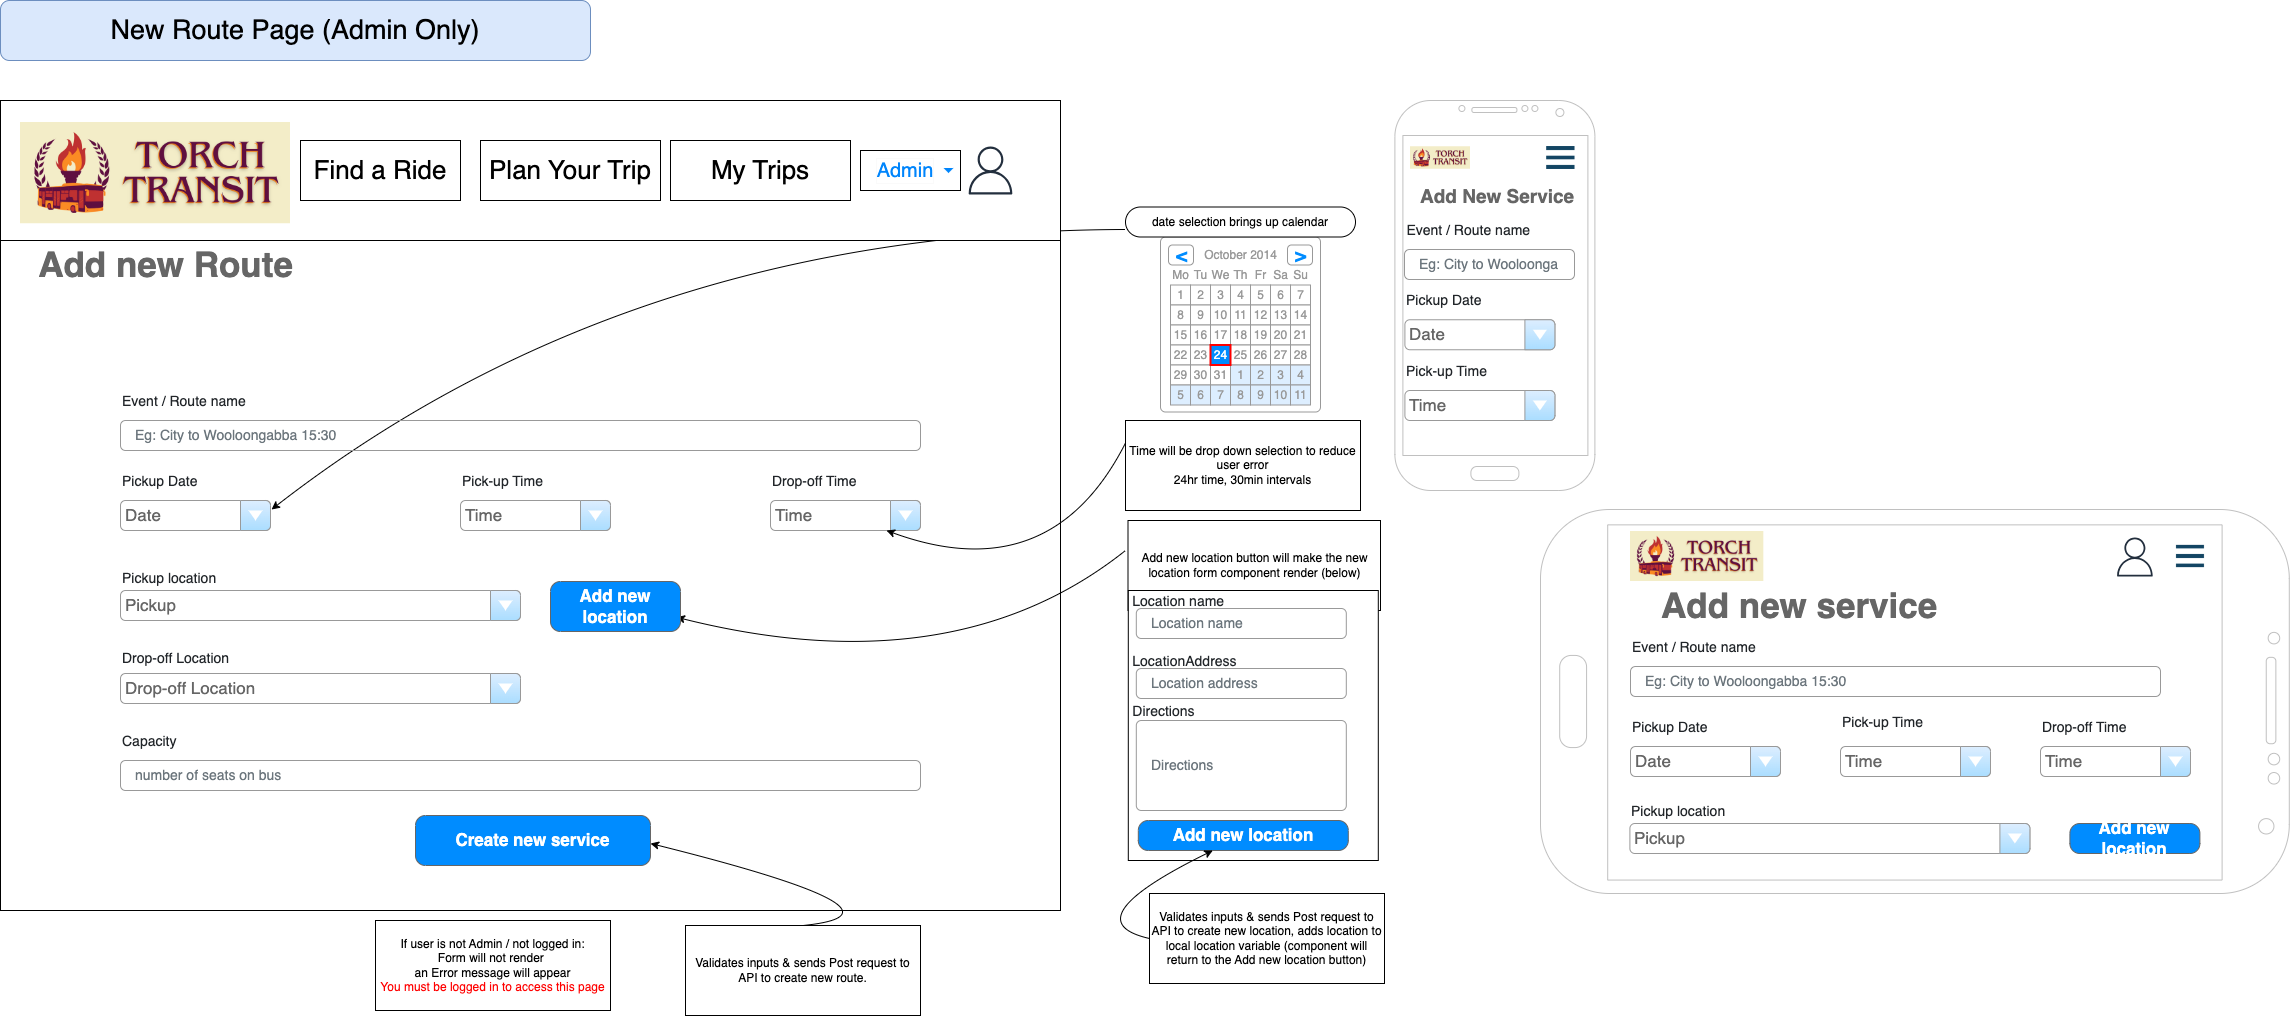 New Route Page (Admin Only)
TORCH
TRANSIT
Find a Ride
Plan Your Trip
My Trips
Admin
Add new Route
Event / Route name
Eg: City to Wooloongabba 15:30
Pickup Date
Pick-up Time
Drop-off Time
Date
Time
Time
Pickup location
Pickup
Add new
location
Drop-off Location
Drop-off Location
Capacity
number of seats on bus
Create new service
If user is not Admin / not logged in:
Form will not render
an Error message will appear
You must be logged in to access this page
Validates inputs & sends Post request to
API to create new route.
date selection brings up calendar
< October 2014 >
Mo Tu We Th Fr Sa Su
1 2 3 4 5 6 7
8 9 10 11 12 13 14
15 16 17 18 19 20 21
22 23 24 25 26 27 28
29 30 31 1 2 3 4
5 6 7 8 9 10 11
Time will be drop down selection to reduce
user error
24hr time, 30min intervals
Add new location button will make the new
location form component render (below)
Location name
Location name
LocationAddress
Location address
Directions
Directions
Add new location
Validates inputs & sends Post request to
API to create new location, adds location to
local location variable (component will
return to the Add new location button)
TORCH
TRANSIT
Add New Service
Event / Route name
Eg: City to Wooloonga
Pickup Date
Date
Pick-up Time
Time
TORCH
TRANSIT
Add new service
Event / Route name
Eg: City to Wooloongabba 15:30
Pickup Date
Pick-up Time
Drop-off Time
Date
Time
Time
Pickup location
Pickup
Add new
location